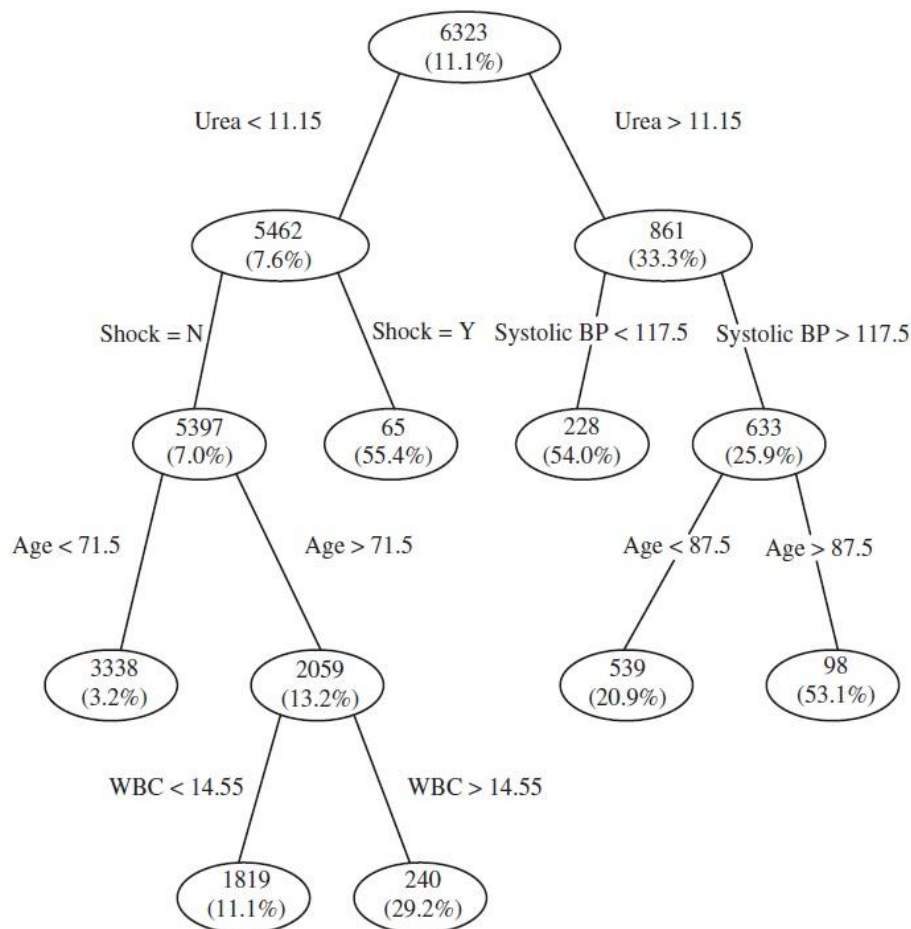 6323
(11.1%)
Urea < 11.15
Urea > 11.15
5462
(7.6%)
861
(33.3%)
Shock = N
Shock = Y
Systolic BP < 117.5
Systolic BP > 117.5
5397
(7.0%)
65
(55.4%)
228
(54.0%)
633
(25.9%)
Age < 71.5
Age > 71.5
Age < 87.5
Age > 87.5
3338
(3.2%)
2059
(13.2%)
539
(20.9%)
98
(53.1%)
WBC < 14.55
WBC > 14.55
1819
(11.1%)
240
(29.2%)